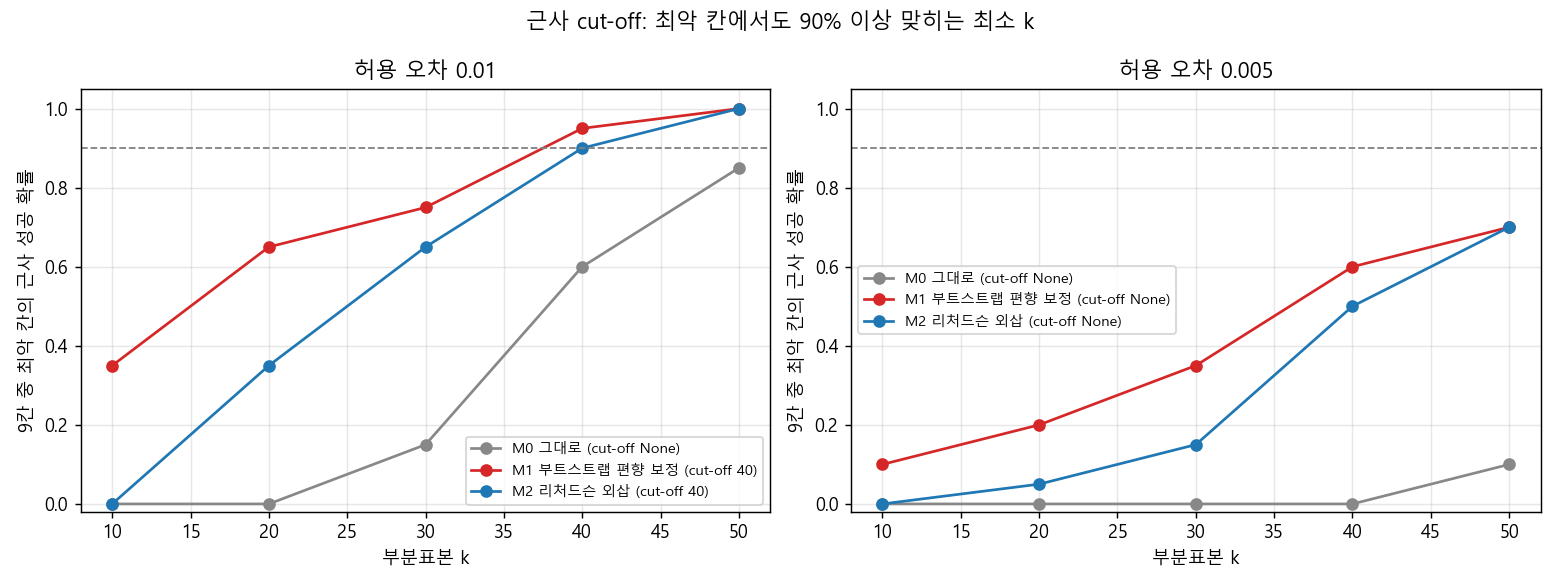 근사 cut-off: 최악 칸에서도 90% 이상 맞히는 최소 k
허용 오차 0.01
9칸 중 최악 칸의 근사 성공 확률
1.0
0.8
0.6
0.4
0.2
0.0
M0 그대로 (cut-off None)
M1 부트스트랩 편향 보정 (cut-off 40)
M2 리처드슨 외삽 (cut-off 40)
10 15 20 25 30 35 40 45 50
부분표본 k
허용 오차 0.005
9칸 중 최악 칸의 근사 성공 확률
1.0
0.8
0.6
0.4
0.2
0.0
M0 그대로 (cut-off None)
M1 부트스트랩 편향 보정 (cut-off None)
M2 리처드슨 외삽 (cut-off None)
10 15 20 25 30 35 40 45 50
부분표본 k